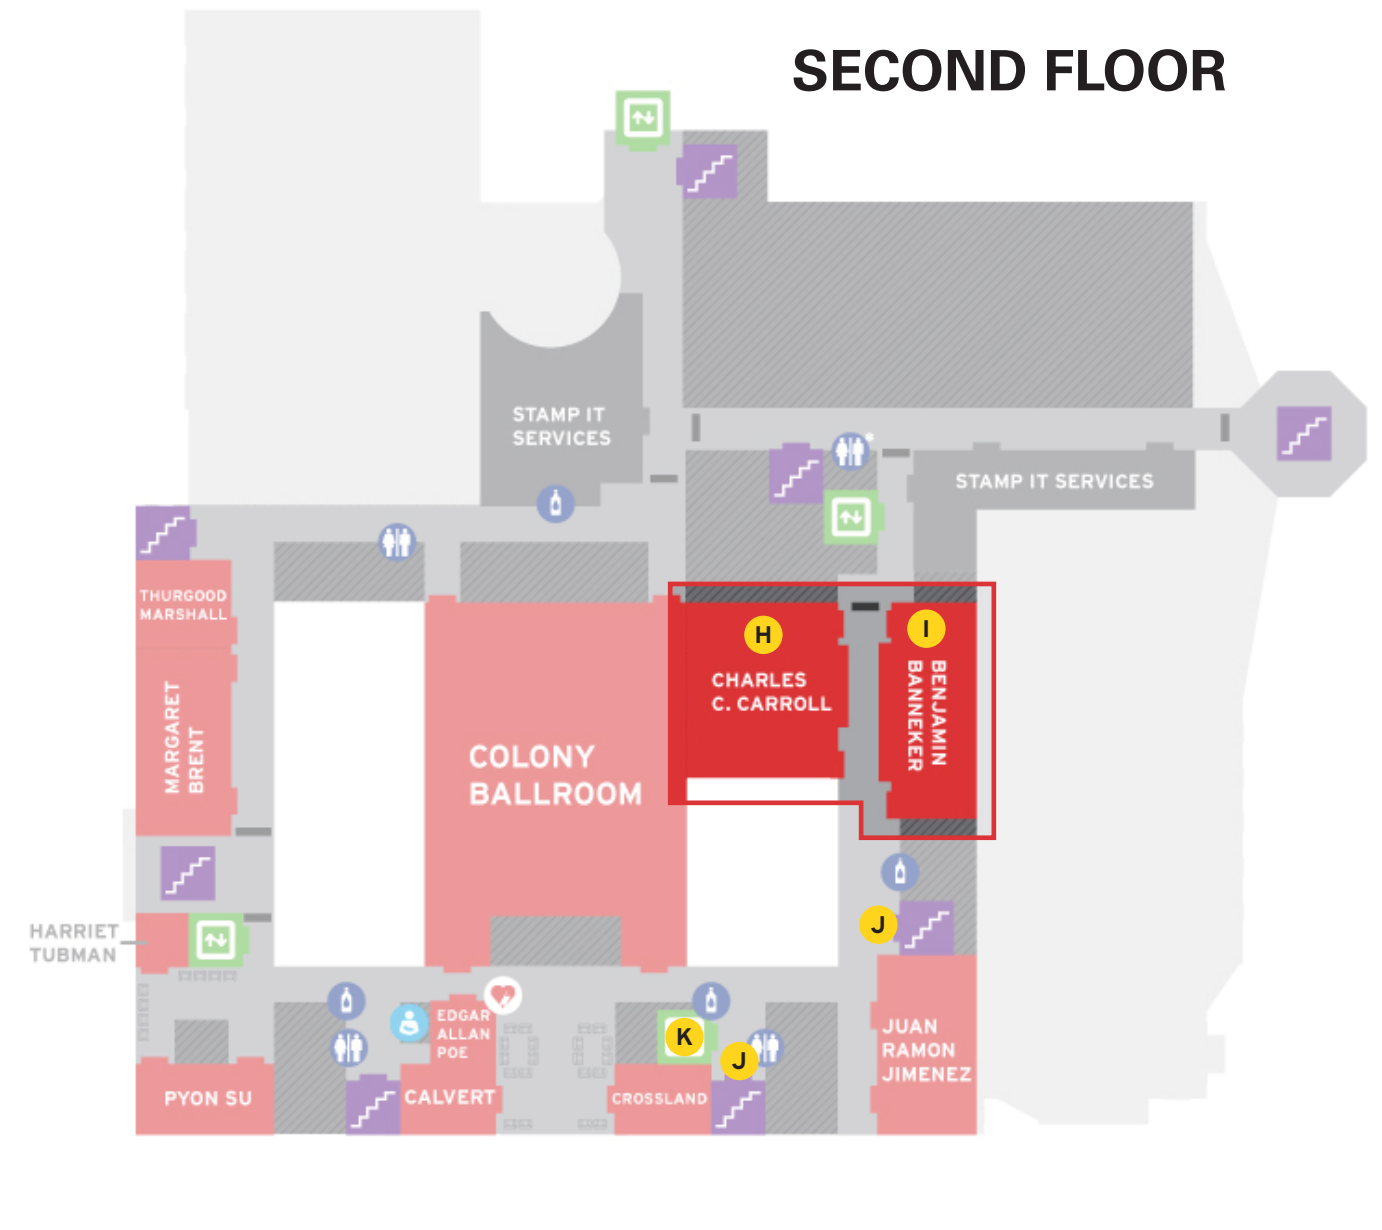 SECOND FLOOR
STAMP IT
SERVICES
STAMP IT SERVICES
THURGOOD
MARSHALL
MARGARET
BRENT
H
CHARLES
C. CARROLL
I
BENJAMIN
BANNEKER
COLONY
BALLROOM
HARRIET
TUBMAN
J
EDGAR
ALLAN
POE
K
J
JUAN
RAMON
JIMENEZ
PYON SU
CALVERT
CROSSLAND